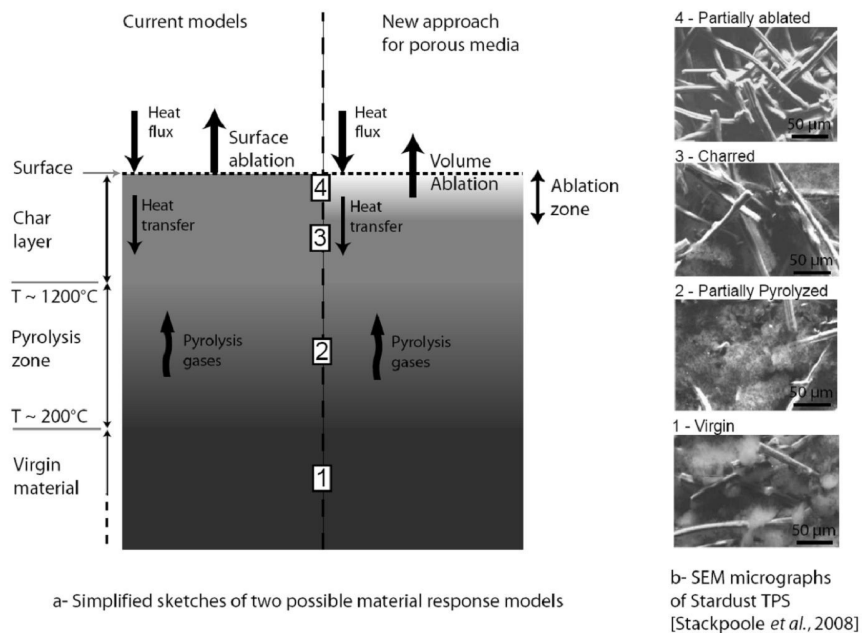 Current models
New approach
for porous media
Heat
flux
Surface
ablation
Heat
flux
Volume
Ablation
Ablation
zone
Surface
Char
layer
T ~ 1200°C
Pyrolysis
zone
T ~ 200°C
Virgin
material
Heat
transfer
Heat
transfer
4
3
Pyrolysis
gases
2
Pyrolysis
gases
1
a- Simplified sketches of two possible material response models
4 - Partially ablated
50 µm
3 - Charred
50 µm
2 - Partially Pyrolyzed
50 µm
1 - Virgin
50 µm
b- SEM micrographs
of Stardust TPS
[Stackpoole et al., 2008]